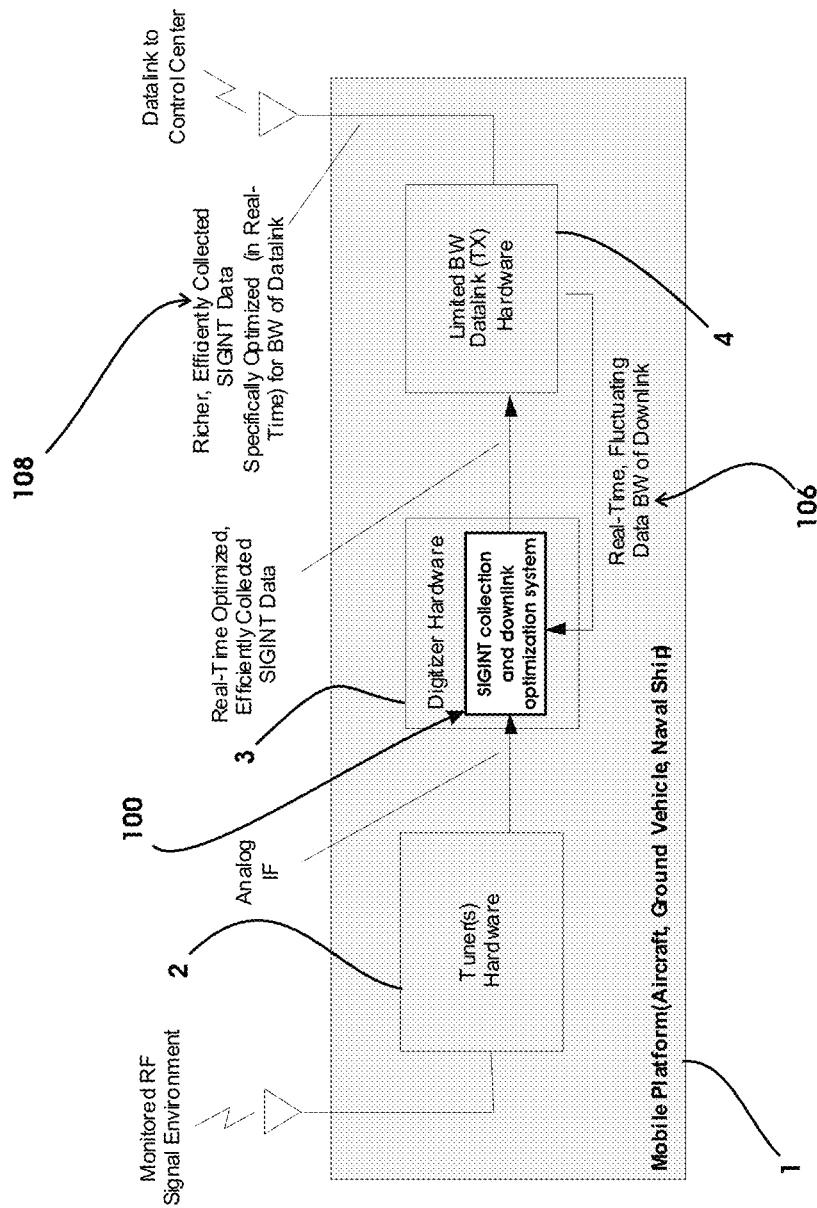 Monitored RF
Signal Environment
2
Analog
IF
100
3
Real-Time Optimized,
Efficiently Collected
SIGINT Data
108
Richer, Efficiently Collected
SIGINT Data
Specifically Optimized (in Real-
Time) for BW of Datalink
Datalink to
Control Center
Tuner(s)
Hardware
Digitizer Hardware
SIGINT collection
and downlink
optimization system
Limited BW
Datalink (TX)
Hardware
4
Real-Time, Fluctuating
Data BW of Downlink
106
Mobile Platform(Aircraft, Ground Vehicle, Naval Ship)
1